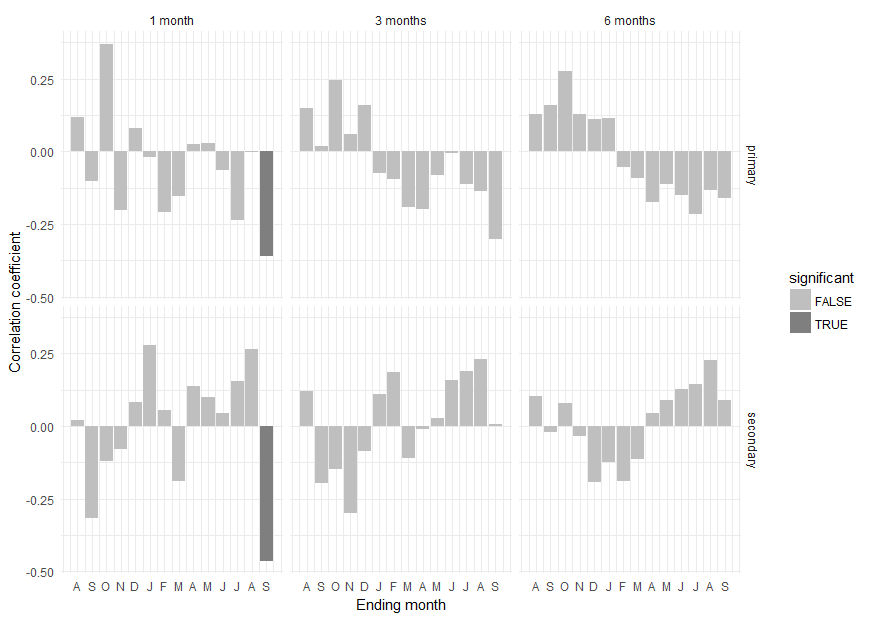 1 month 3 months 6 months
0.25
0.00
-0.25
-0.50
primary
0.25
0.00
-0.25
-0.50
secondary
Correlation coefficient
A S O N D J F M A M J J A S A S O N D J F M A M J J A S A S O N D J F M A M J J A S
Ending month
significant
FALSE
TRUE